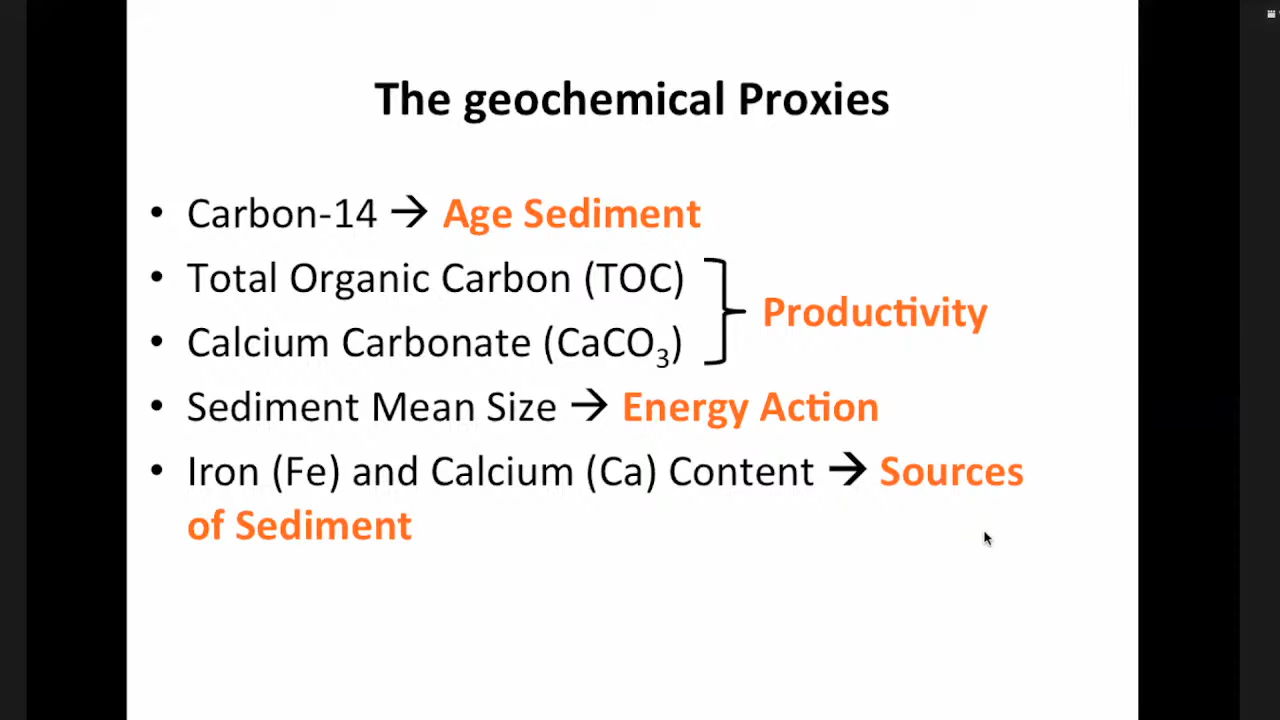 The geochemical Proxies
• Carbon-14 → Age Sediment
• Total Organic Carbon (TOC)
• Calcium Carbonate (CaCO₃)
Productivity
• Sediment Mean Size → Energy Action
• Iron (Fe) and Calcium (Ca) Content → Sources
of Sediment